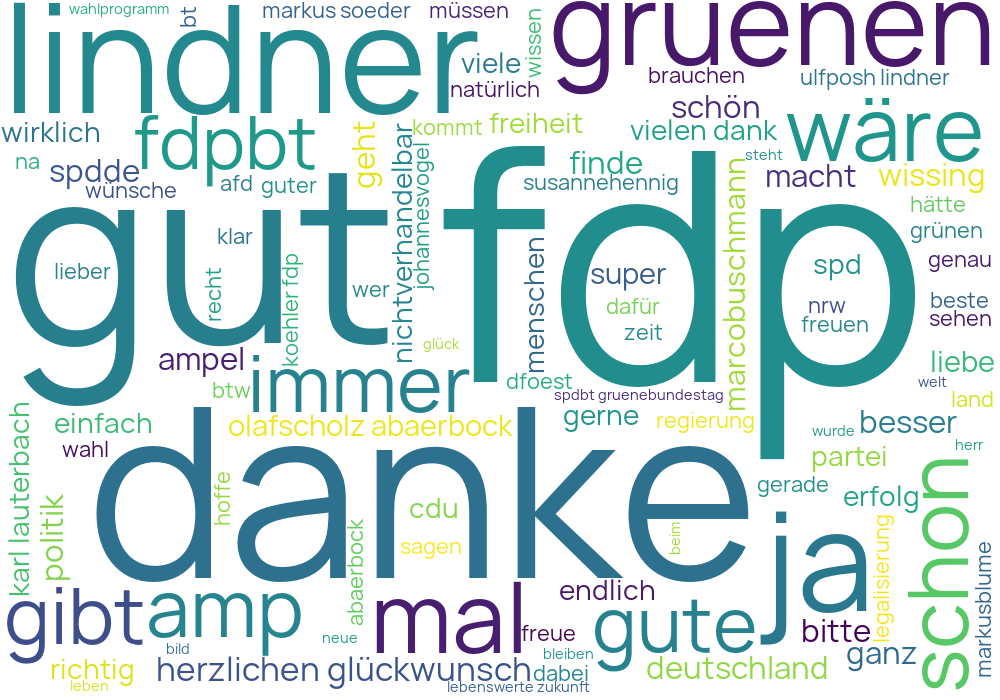 wahlprogramm
bt
markus soeder
müssen
wissen
gruenen
lindner
viele
natürlich
brauchen
ulfposh lindner
schön
wirklich
fdpbt
geht
kommt
freiheit
vielen dank
wäre
na
spdde
wünsche
afd
guter
nichtverhandelbar
johannesvogel
finde
susannehennig
steht
macht
wissing
marcobuschmann
hätte
grünen
genau
gut
fdp
klar
lieber
recht
koehler fdp
wer
menschen
super
dafür
zeit
spd
nrw
freuen
beste
sehen
glück
ampel
btw
immer
dfoest
spdbt gruenebundestag
liebe
welt
land
einfach
olafscholz abaerbock
gerne
regierung
wurde
besser
herr
wahl
karl lauterbach
politik
danke
hoffe
abaerbock
cdu
sagen
beim
partei
gerade
erfolg
schon
ja
legalisierung
markusblume
gibt
amp
mal
endlich
gute
bitte
ganz
freue
neue
bild
bleiben
richtig
leben
herzlichen glückwunsch
dabei
lebenswerte zukunft
deutschland